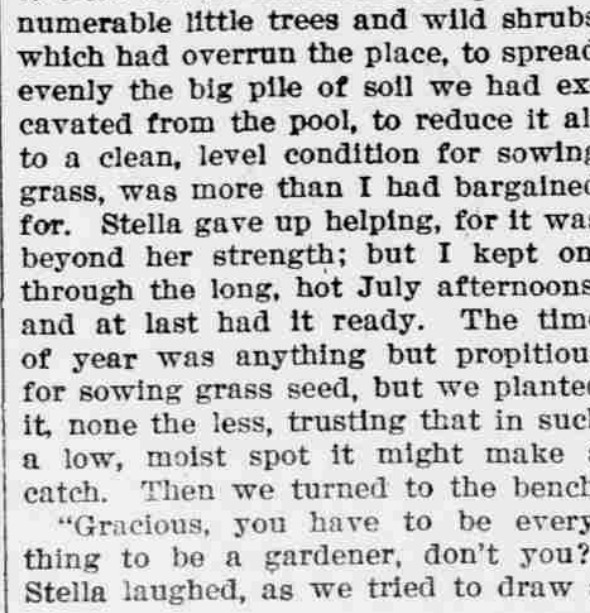 numerable little trees and wild shrubs
which had overrun the place, to spread
evenly the big pile of soil we had ex
cavated from the pool, to reduce it al
to a clean, level condition for sowing
grass, was more than I had bargained
for. Stella gave up helping, for it was
beyond her strength; but I kept on
through the long, hot July afternoons
and at last had it ready. The time
of year was anything but propitiou
for sowing grass seed, but we planted
it, none the less, trusting that in such
a low, moist spot it might make a
catch. Then we turned to the bench
"Gracious, you have to be every
thing to be a gardener, don't you?
Stella laughed, as we tried to draw